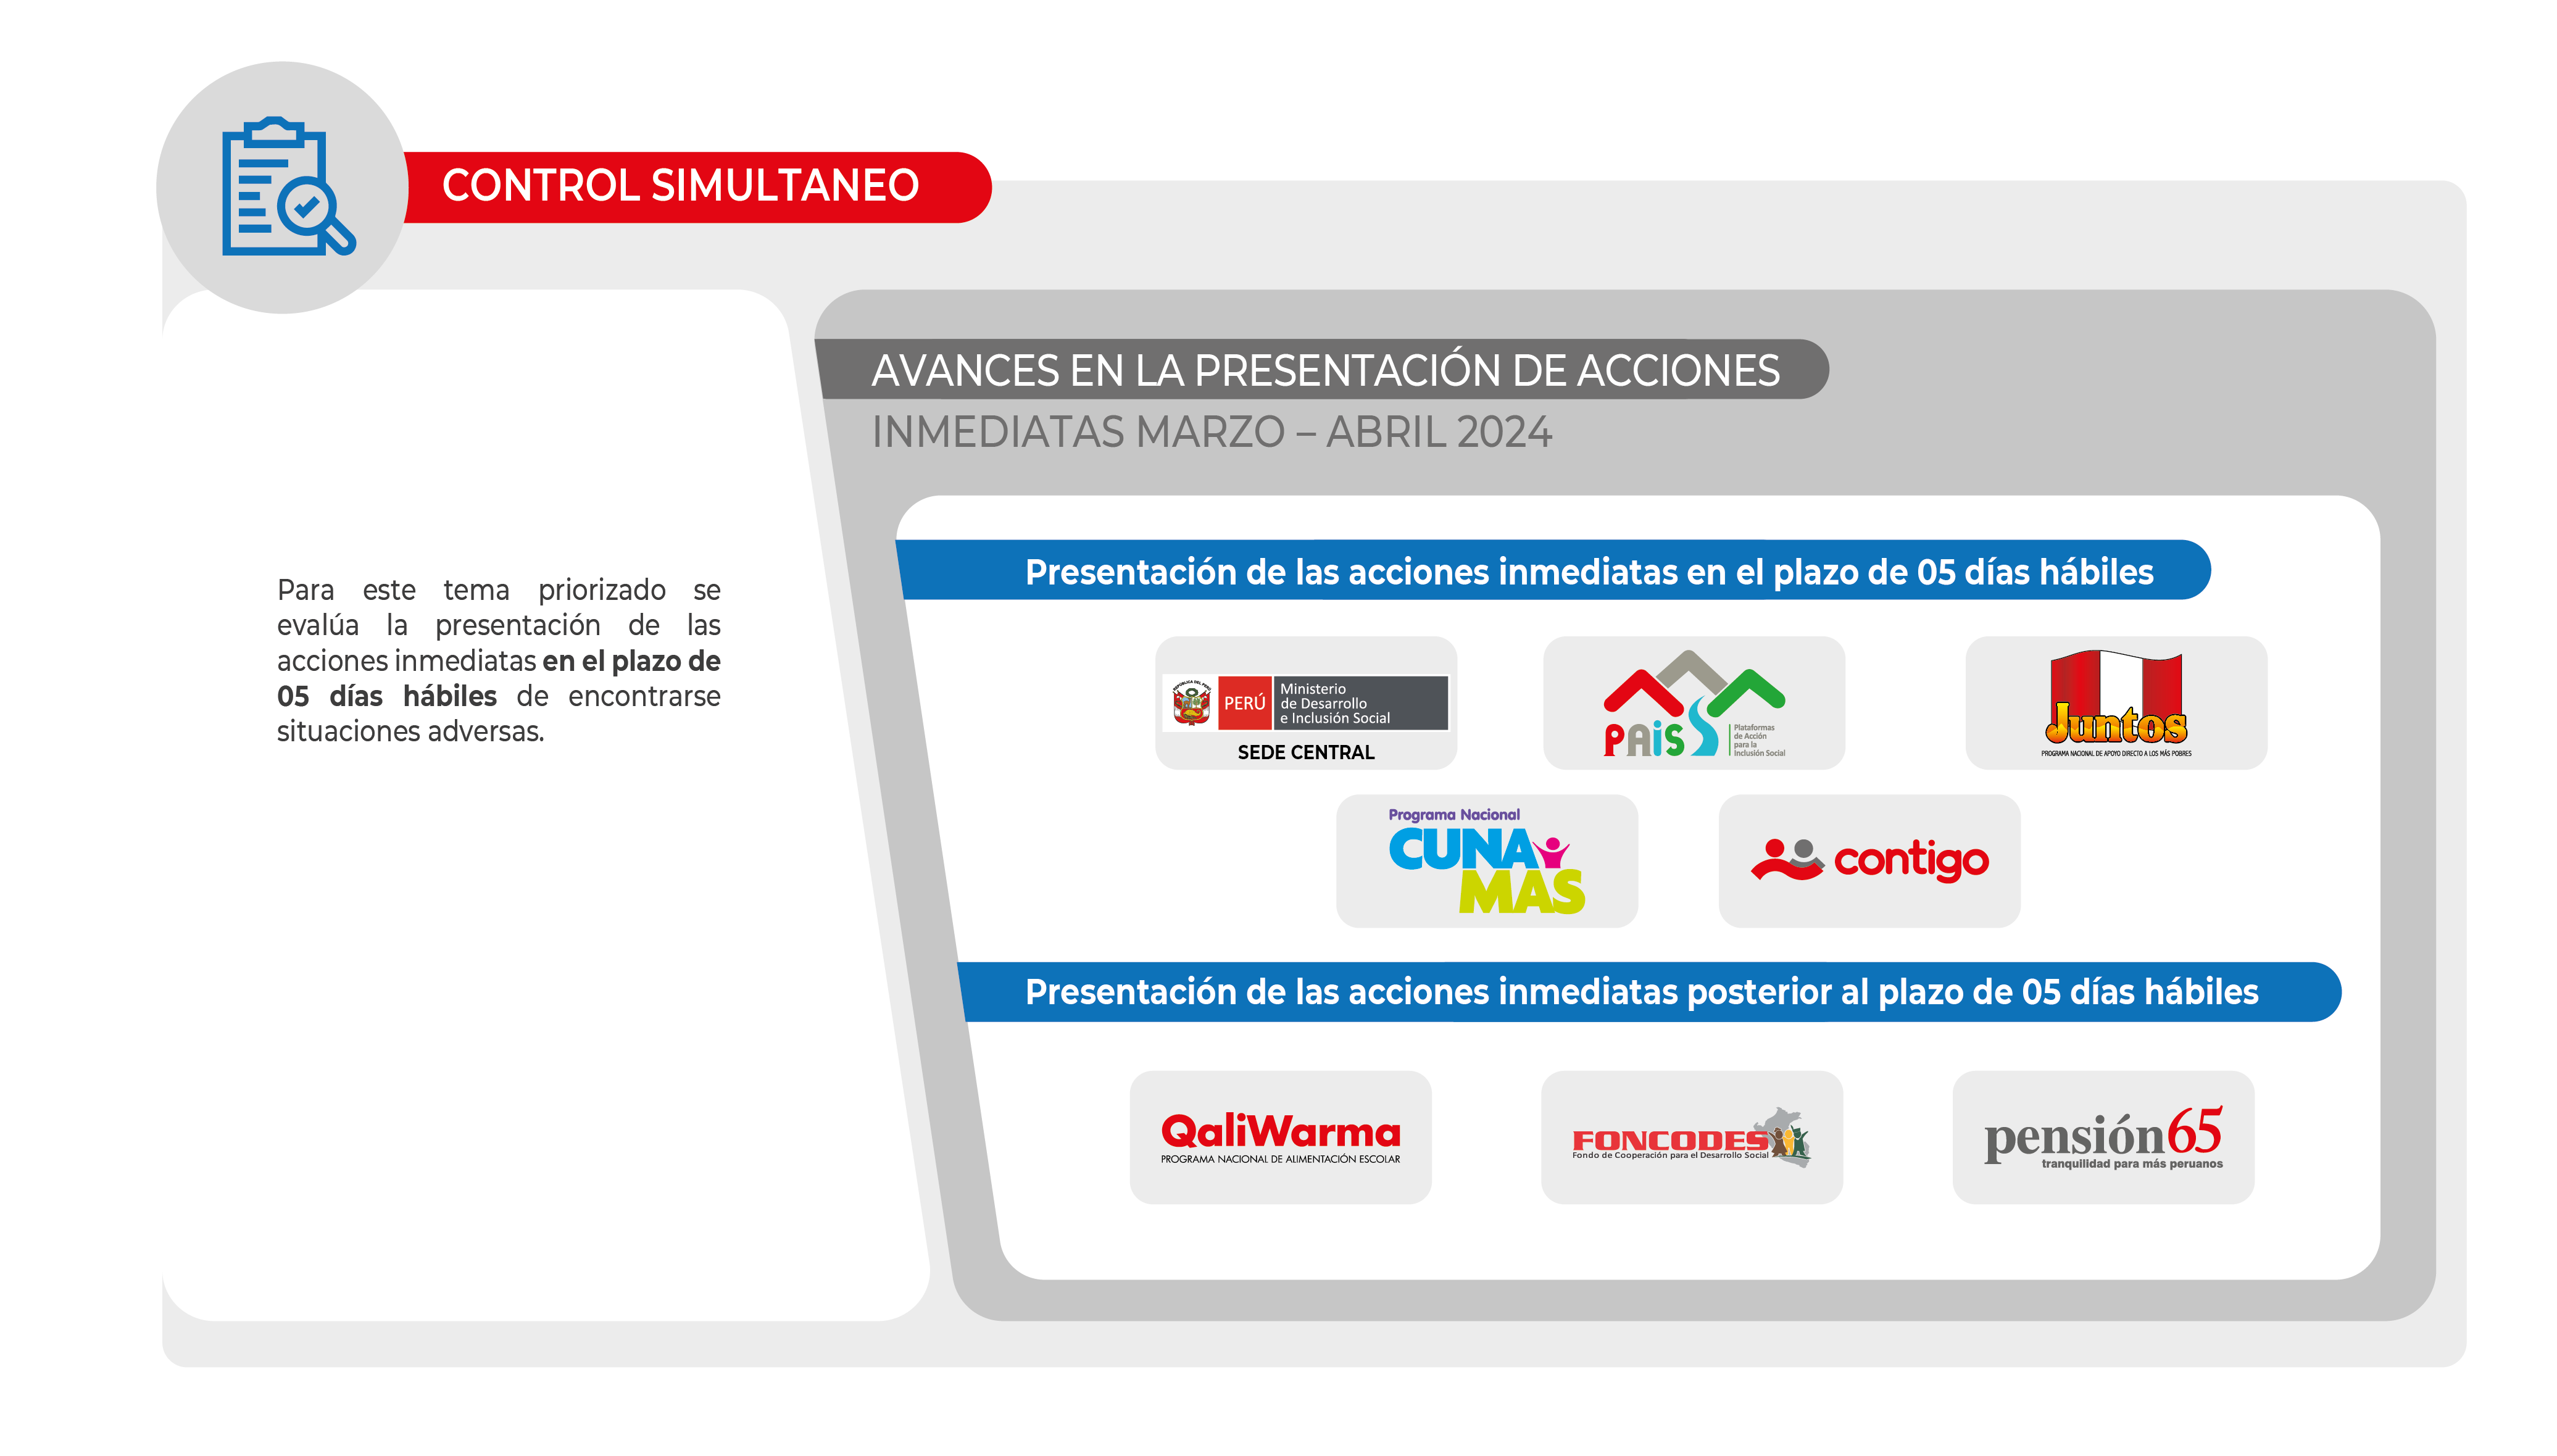 CONTROL SIMULTANEO
Para este tema priorizado se
evalúa la presentación de las
acciones inmediatas en el plazo de
05 días hábiles de encontrarse
situaciones adversas.
AVANCES EN LA PRESENTACIÓN DE ACCIONES
INMEDIATAS MARZO – ABRIL 2024
Presentación de las acciones inmediatas en el plazo de 05 días hábiles
REPÚBLICA DEL PERÚ
PERÚ
Ministerio
de Desarrollo
e Inclusión Social
SEDE CENTRAL
PAiS
Plataformas
de Acción
para la
Inclusión Social
Juntos
PROGRAMA NACIONAL DE APOYO DIRECTO A LOS MÁS POBRES
Programa Nacional
CUNA
MAS
contigo
Presentación de las acciones inmediatas posterior al plazo de 05 días hábiles
QaliWarma
PROGRAMA NACIONAL DE ALIMENTACIÓN ESCOLAR
FONCODES
Fondo de Cooperación para el Desarrollo Social
pensión65
tranquilidad para más peruanos